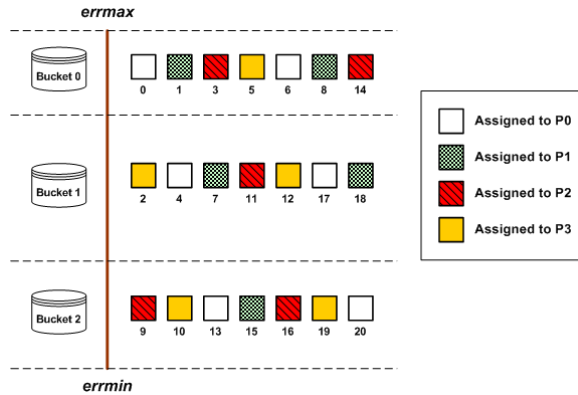 errmax
Bucket 0
0 1 3 5 6 8 14
Assigned to P0
Assigned to P1
Assigned to P2
Assigned to P3
Bucket 1
2 4 7 11 12 17 18
Bucket 2
9 10 13 15 16 19 20
errmin